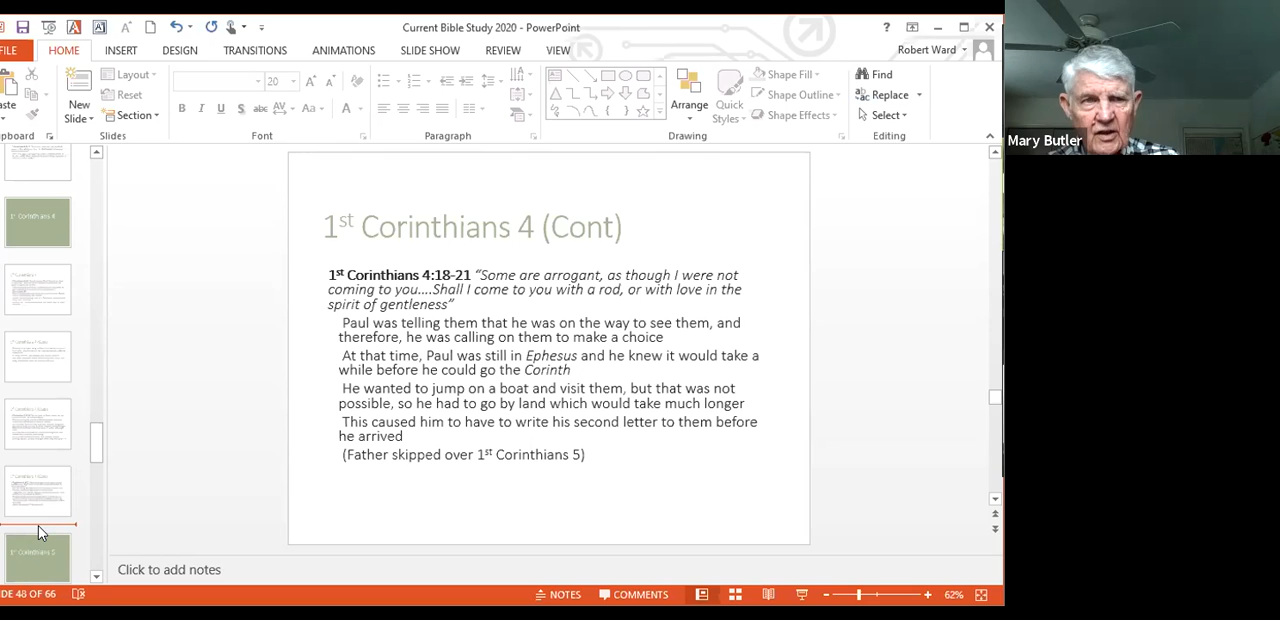 Current Bible Study 2020 - PowerPoint
?
FILE HOME INSERT DESIGN TRANSITIONS ANIMATIONS SLIDE SHOW REVIEW VIEW
Robert Ward
Layout
Reset
Section
New
Slide
Slides
20
B I U S abc AV Aa A
Font
Paragraph
Arrange
Quick
Styles
Shape Fill
Shape Outline
Shape Effects
Drawing
Find
Replace
Select
Editing
Mary Butler
1st Corinthians 4
1st Corinthians 5
1st Corinthians 4 (Cont)
1st Corinthians 4:18-21 “Some are arrogant, as though I were not
coming to you....Shall I come to you with a rod, or with love in the
spirit of gentleness”
Paul was telling them that he was on the way to see them, and
therefore, he was calling on them to make a choice
At that time, Paul was still in Ephesus and he knew it would take a
while before he could go the Corinth
He wanted to jump on a boat and visit them, but that was not
possible, so he had to go by land which would take much longer
This caused him to have to write his second letter to them before
he arrived
(Father skipped over 1st Corinthians 5)
Click to add notes
DE 48 OF 66
NOTES COMMENTS
62%